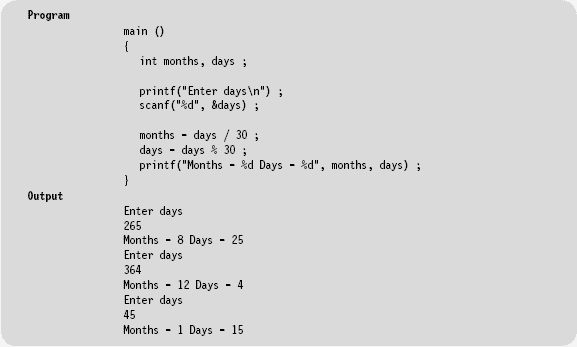 Program
main ()
{
int months, days ;
printf("Enter days\n") ;
scanf("%d", &days) ;
months = days / 30 ;
days = days % 30 ;
printf("Months = %d Days = %d", months, days) ;
}
Output
Enter days
265
Months = 8 Days = 25
Enter days
364
Months = 12 Days = 4
Enter days
45
Months = 1 Days = 15